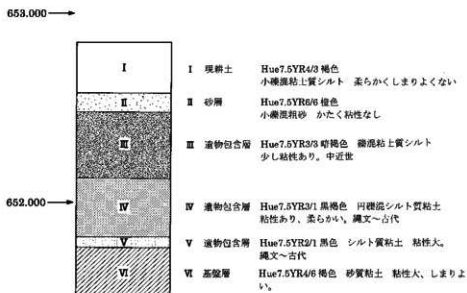 653.000
I
I 現耕土 Hue7.5YR4/3 褐色
小礫混粘土質シルト 柔らかくしまりよくない
II
II 砂層 Hue7.5YR6/6 橙色
小礫混粗砂 かたく粘性なし
III
III 遺物包含層 Hue7.5YR3/3 暗褐色 礫混粘土質シルト
少し粘性あり。中近世
652.000
IV
IV 遺物包含層 Hue7.5YR3/1 黒褐色 円礫混シルト質粘土
粘性あり、柔らかい。縄文〜古代
V
V 遺物包含層 Hue7.5YR2/1 黒色 シルト質粘土 粘性大。
縄文〜古代
VI
VI 基盤層 Hue7.5YR4/6 褐色 砂質粘土 粘性大、しまりよ
い。